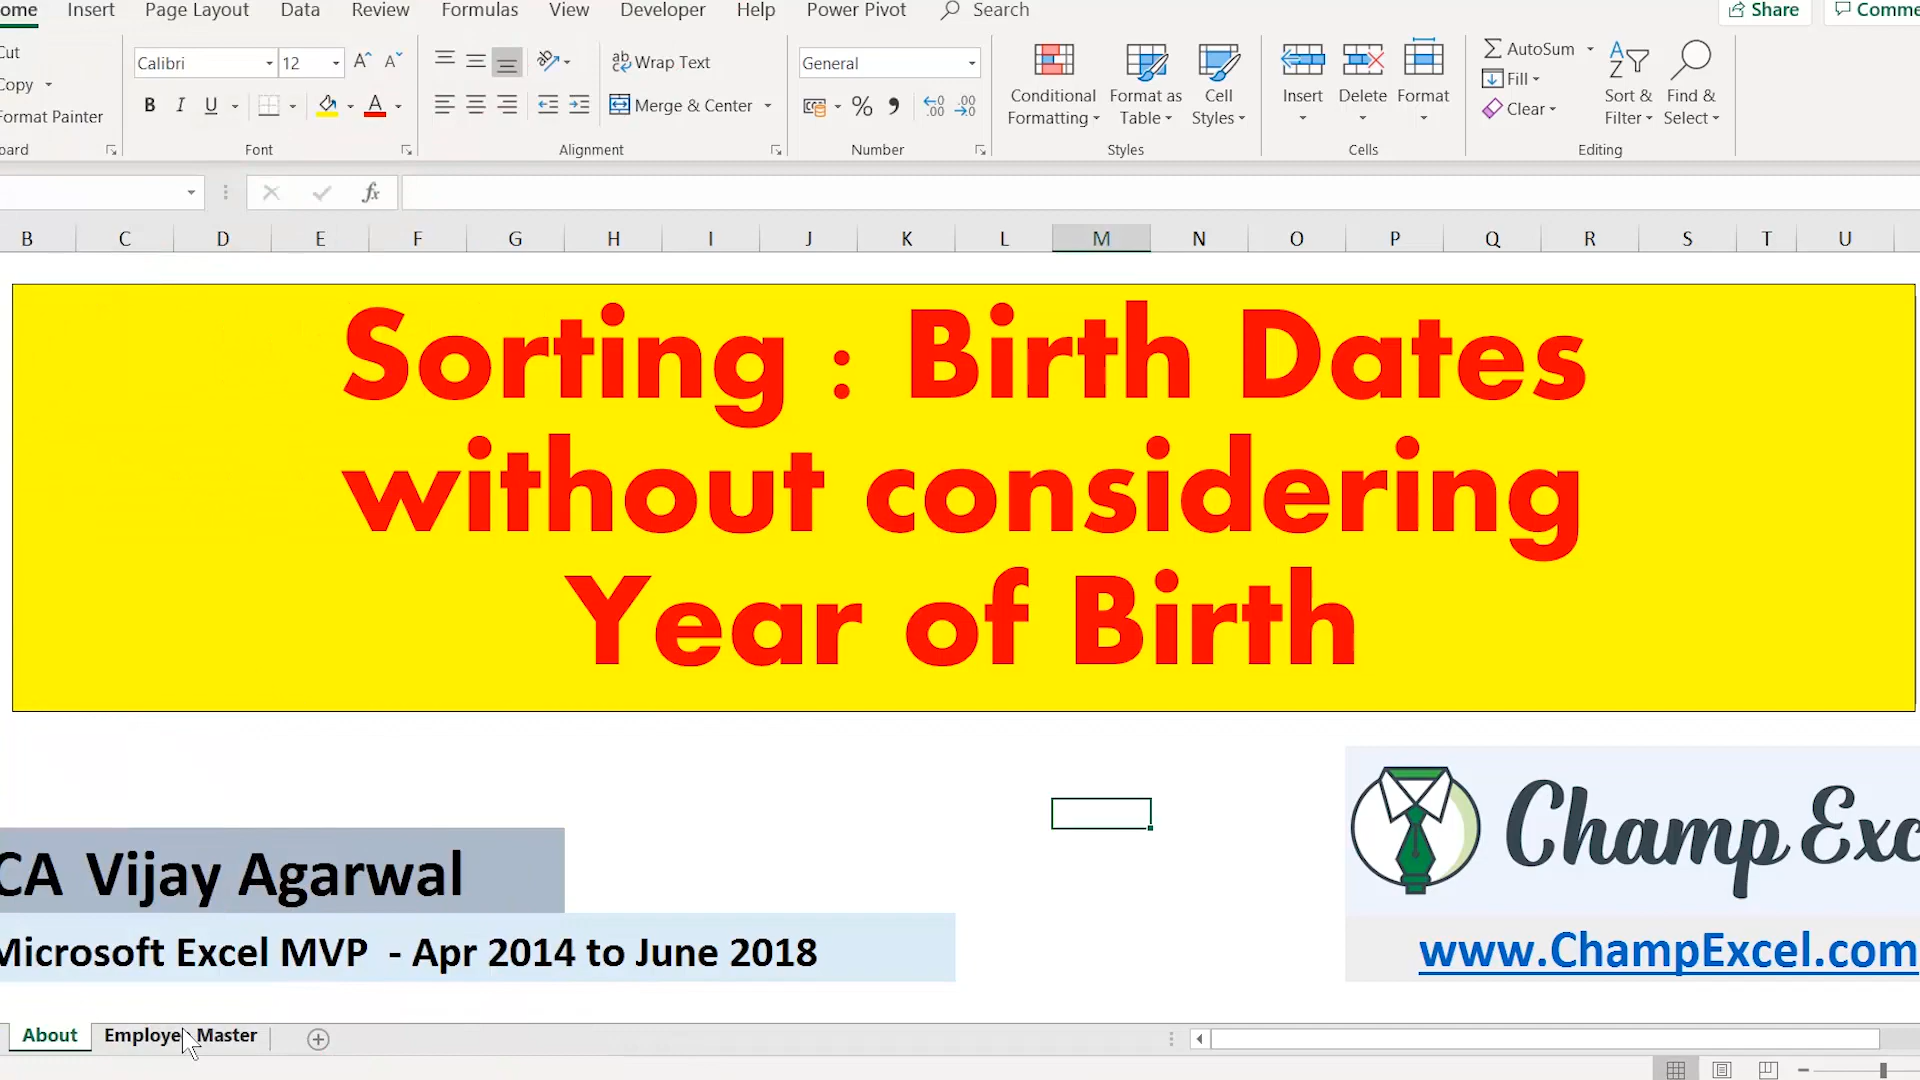 ome Insert Page Layout Data Review Formulas View Developer Help Power Pivot Search Share Comme
Cut
Copy
Format Painter
oard
Calibri 12
B I U A
Font
ab Wrap Text
Merge & Center
Alignment
General
%
Number
Conditional Formatting
Format as Table
Cell Styles
Styles
Insert Delete Format
Cells
AutoSum
Fill
Clear
Sort & Filter
Find & Select
Editing
fx
B C D E F G H I J K L M N O P Q R S T U
Sorting : Birth Dates
without considering
Year of Birth
CA Vijay Agarwal
Microsoft Excel MVP - Apr 2014 to June 2018
Champ Exc
www.ChampExcel.com
About Employe Master